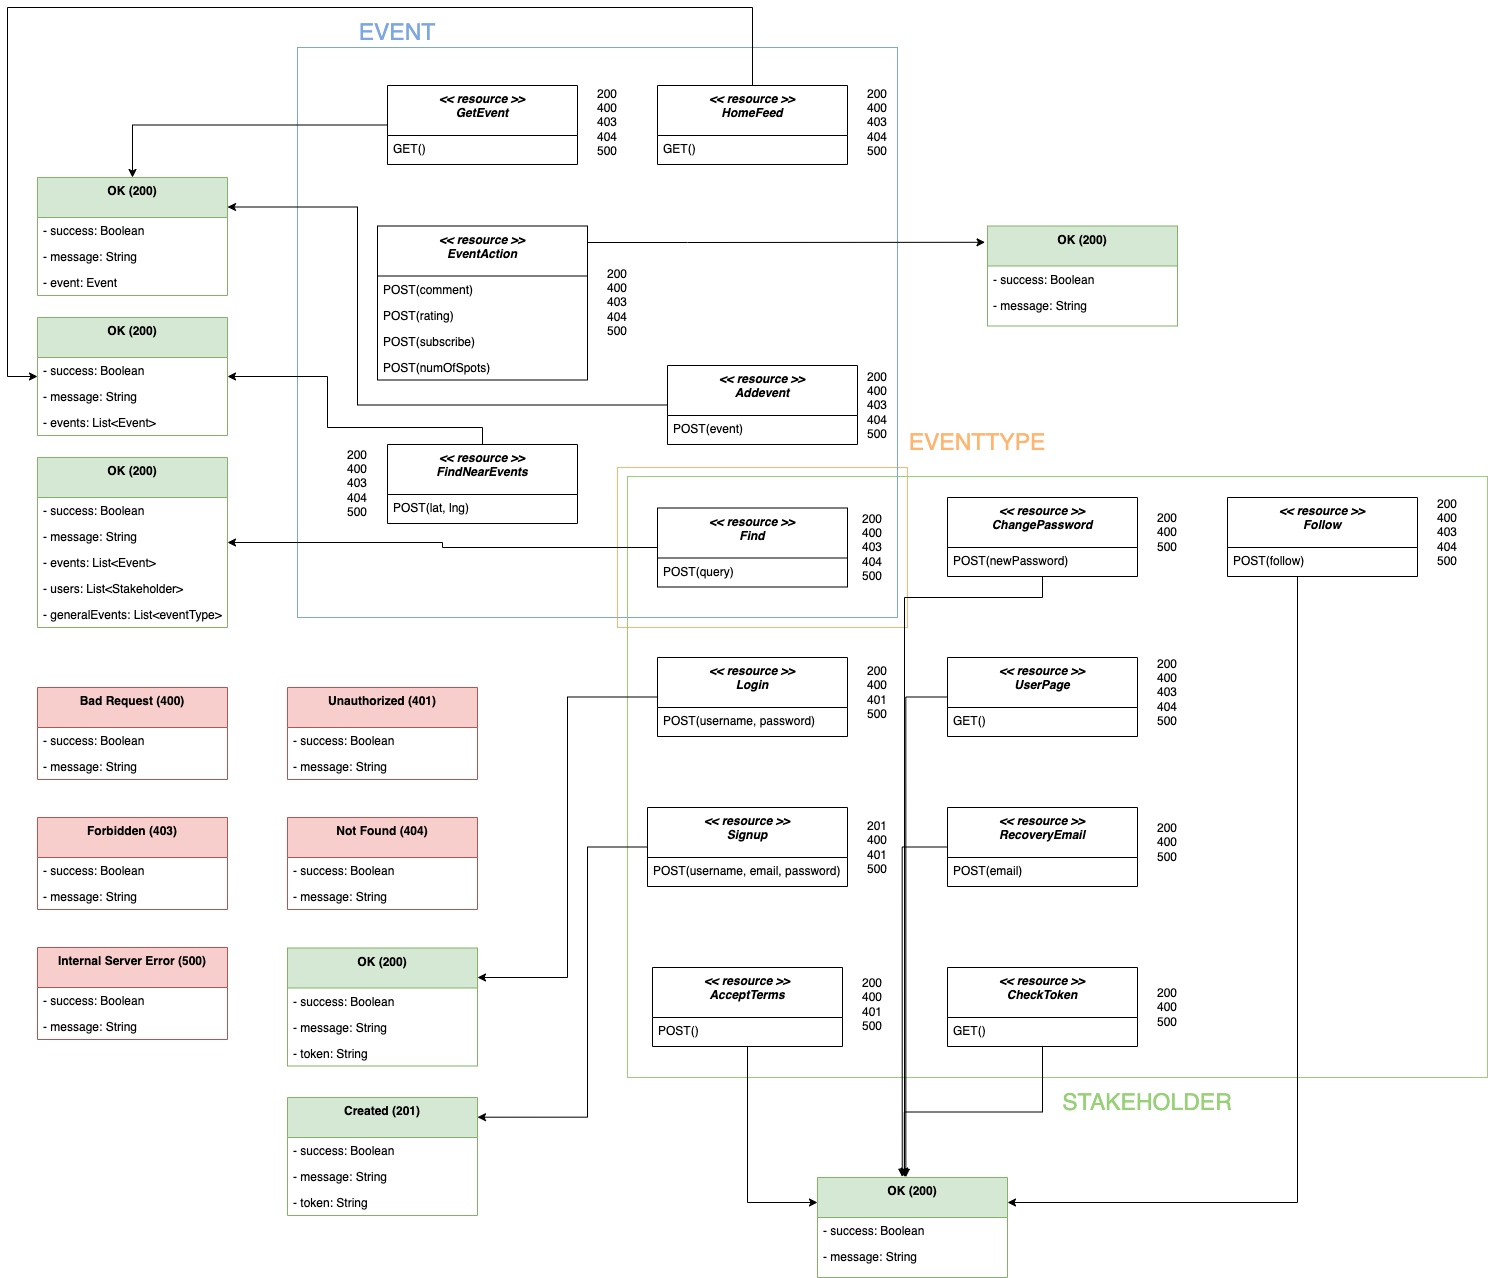 EVENT
<< resource >>
GetEvent
GET()
200
400
403
404
500
<< resource >>
HomeFeed
GET()
200
400
403
404
500
OK (200)
- success: Boolean
- message: String
- event: Event
<< resource >>
EventAction
POST(comment)
POST(rating)
POST(subscribe)
POST(numOfSpots)
200
400
403
404
500
OK (200)
- success: Boolean
- message: String
OK (200)
- success: Boolean
- message: String
- events: List<Event>
<< resource >>
Addevent
POST(event)
200
400
403
404
500
EVENTTYPE
200
400
403
404
500
<< resource >>
FindNearEvents
POST(lat, lng)
OK (200)
- success: Boolean
- message: String
- events: List<Event>
- users: List<Stakeholder>
- generalEvents: List<eventType>
<< resource >>
Find
POST(query)
200
400
403
404
500
<< resource >>
ChangePassword
POST(newPassword)
200
400
500
<< resource >>
Follow
POST(follow)
200
400
403
404
500
<< resource >>
Login
POST(username, password)
200
400
401
500
<< resource >>
UserPage
GET()
200
400
403
404
500
Bad Request (400)
- success: Boolean
- message: String
Unauthorized (401)
- success: Boolean
- message: String
<< resource >>
Signup
POST(username, email, password)
201
400
401
500
<< resource >>
RecoveryEmail
POST(email)
200
400
500
Forbidden (403)
- success: Boolean
- message: String
Not Found (404)
- success: Boolean
- message: String
Internal Server Error (500)
- success: Boolean
- message: String
OK (200)
- success: Boolean
- message: String
- token: String
<< resource >>
AcceptTerms
POST()
200
400
401
500
<< resource >>
CheckToken
GET()
200
400
500
STAKEHOLDER
Created (201)
- success: Boolean
- message: String
- token: String
OK (200)
- success: Boolean
- message: String